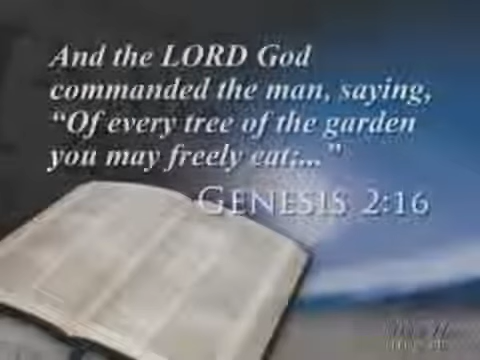 And the LORD God
commanded the man, saying,
“Of every tree of the garden
you may freely eat;...”
GENESIS 2:16